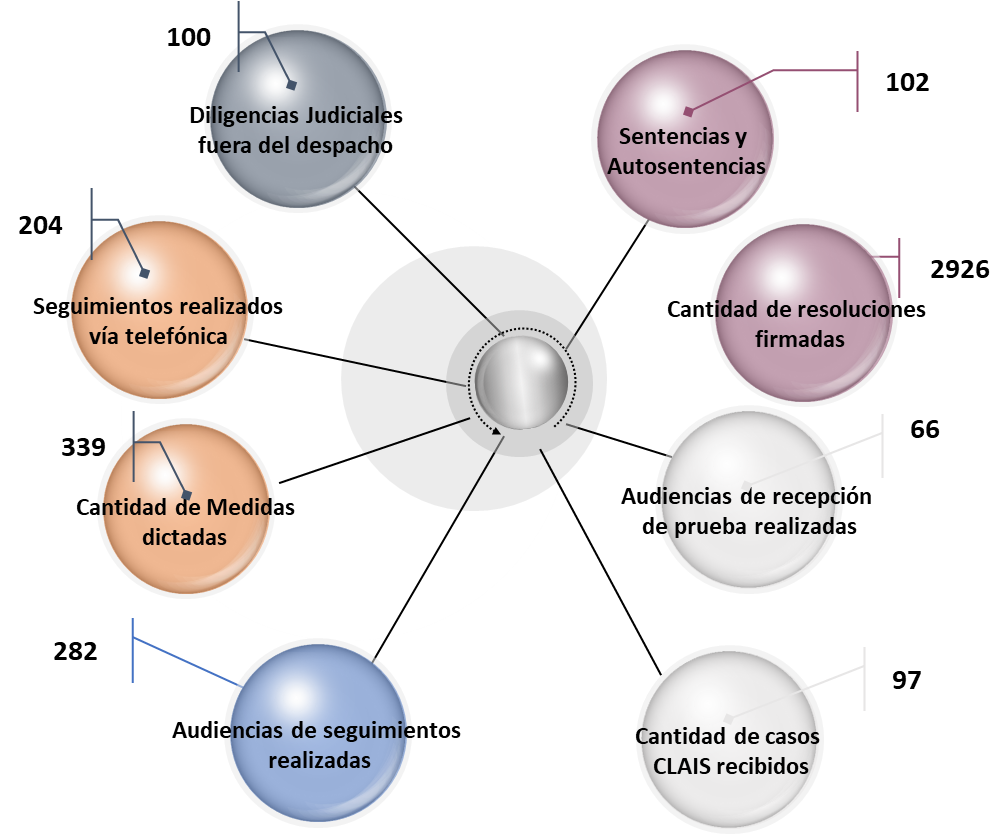 100
Diligencias Judiciales
fuera del despacho
102
Sentencias y
Autosentencias
204
Seguimientos realizados
vía telefónica
2926
Cantidad de resoluciones
firmadas
339
Cantidad de Medidas
dictadas
66
Audiencias de recepción
de prueba realizadas
282
Audiencias de seguimientos
realizadas
97
Cantidad de casos
CLAIS recibidos